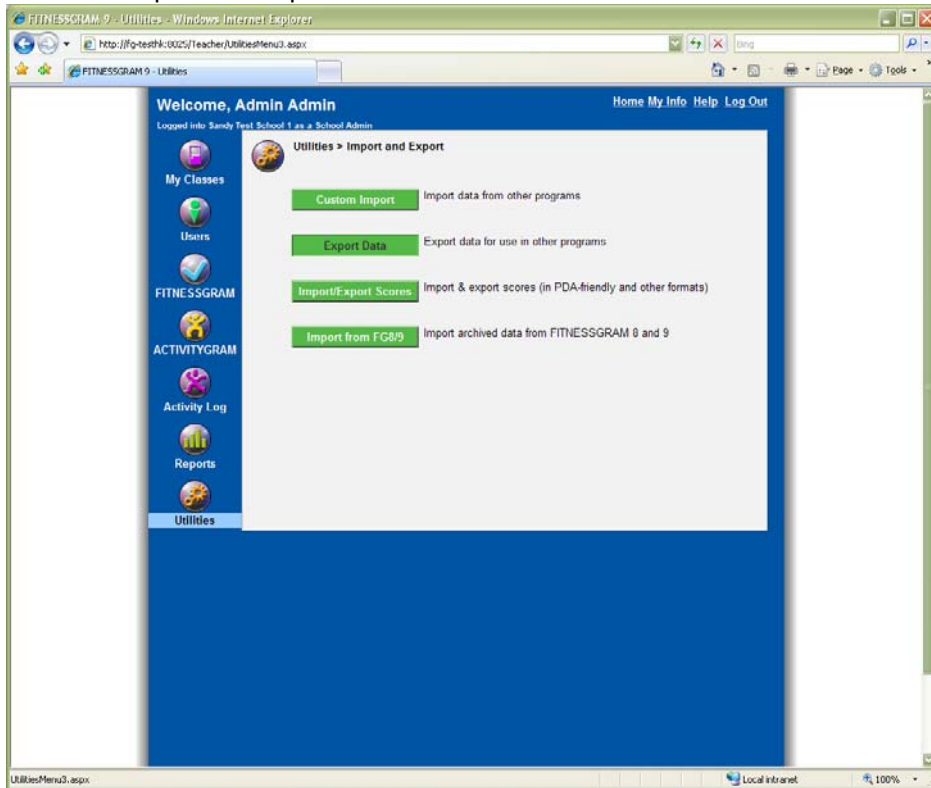 FITNESSGRAM 9 - Utilities - Windows Internet Explorer
http://fg-testhk:8025/Teacher/UtilitiesMenu3.aspx
bing
FITNESSGRAM 9 - Utilities
Page
Tools
Welcome, Admin Admin
Home My Info Help Log Out
Logged into Sandy Test School 1 as a School Admin
Utilities > Import and Export
My Classes
Custom Import Import data from other programs
Users
Export Data Export data for use in other programs
FITNESSGRAM
Import/Export Scores Import & export scores (in PDA-friendly and other formats)
Import from FG8/9 Import archived data from FITNESSGRAM 8 and 9
ACTIVITYGRAM
Activity Log
Reports
Utilities
UtilitiesMenu3.aspx
Local intranet
100%